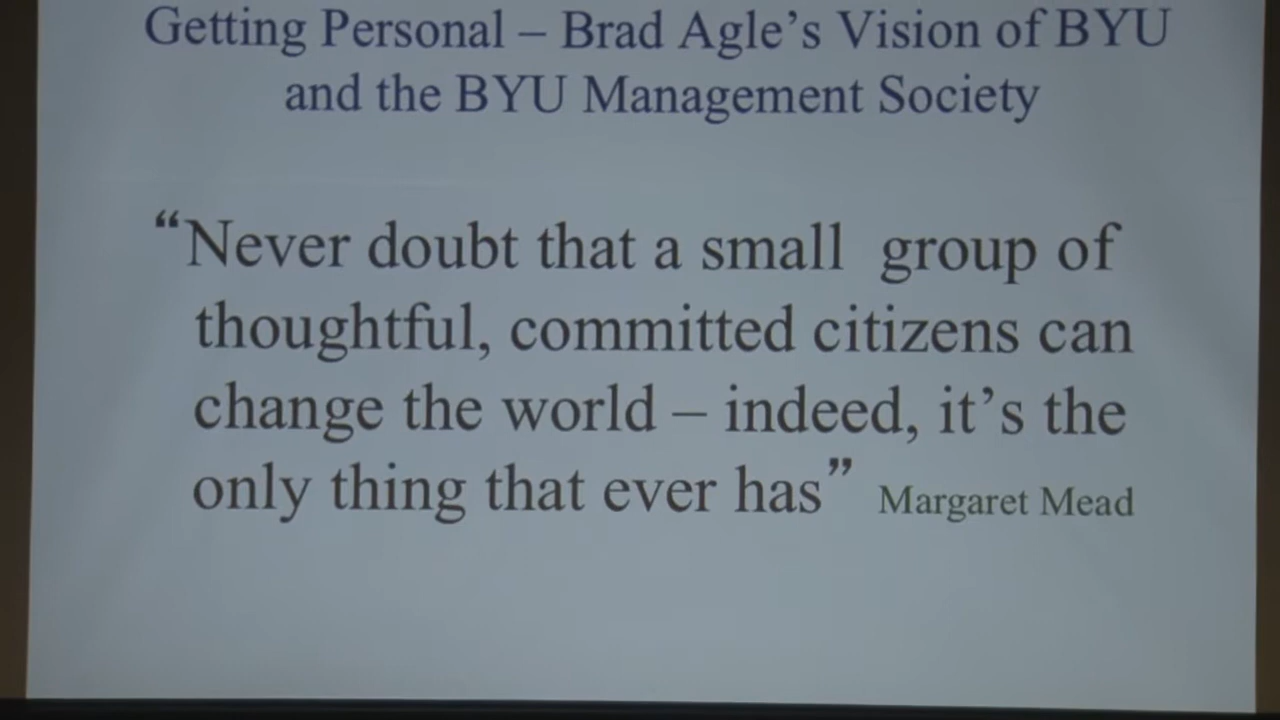 Getting Personal – Brad Agle’s Vision of BYU
and the BYU Management Society
“Never doubt that a small group of
thoughtful, committed citizens can
change the world – indeed, it’s the
only thing that ever has” Margaret Mead